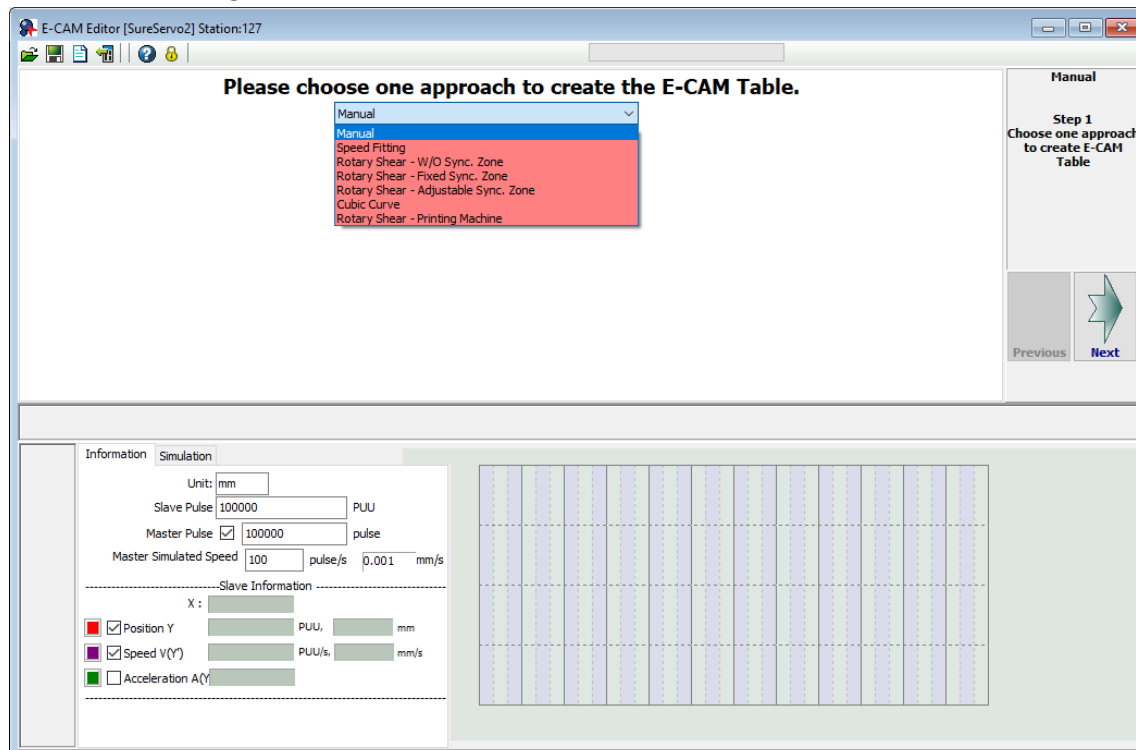 E-CAM Editor [SureServo2] Station:127
Please choose one approach to create the E-CAM Table.
Manual
Manual
Speed Fitting
Rotary Shear - W/O Sync. Zone
Rotary Shear - Fixed Sync. Zone
Rotary Shear - Adjustable Sync. Zone
Cubic Curve
Rotary Shear - Printing Machine
Manual
Step 1
Choose one approach
to create E-CAM
Table
Previous Next
Information Simulation
Unit: mm
Slave Pulse 100000 PUU
Master Pulse 100000 pulse
Master Simulated Speed 100 pulse/s 0.001 mm/s
-----------------------------Slave Information -----------------------------
X :
Position Y PUU, mm
Speed V(Y') PUU/s, mm/s
Acceleration A(Y